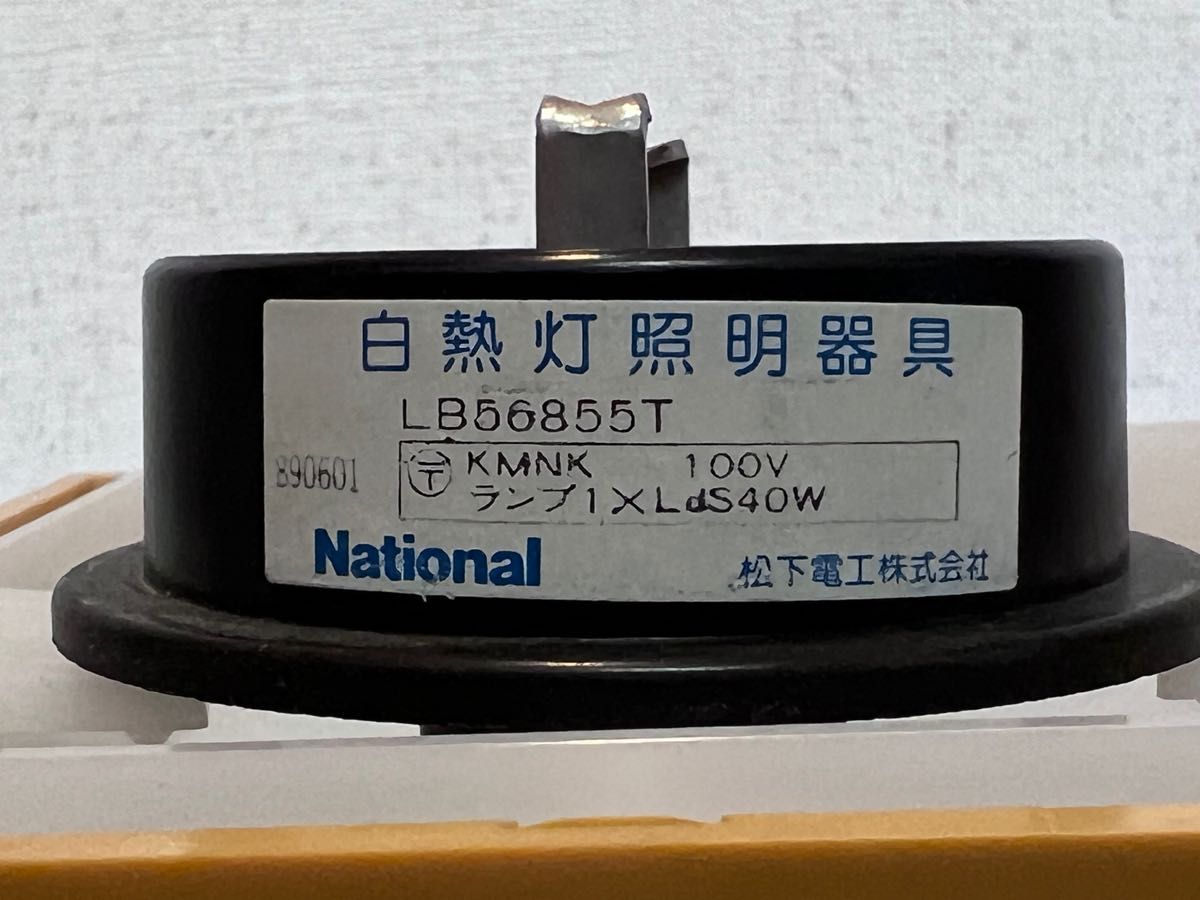 白熱灯照明器具
LB56855T
890601
〒 KMNK 100V
ランプ1×LdS40W
National
松下電工株式会社